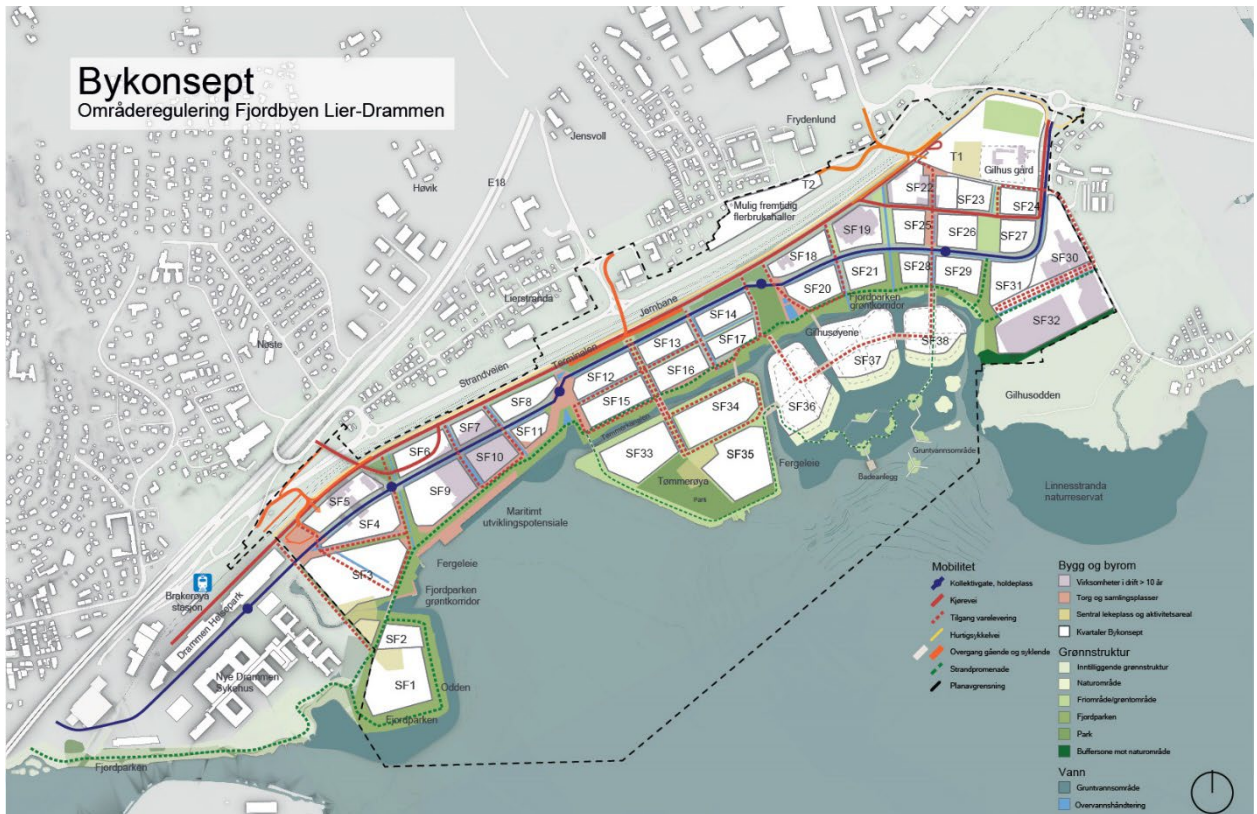 Bykonsept
Områderegulering Fjordbyen Lier-Drammen
Frydenlund
Jensvoll
Høvik
E18
T2
Mulig fremtidig
flerbrukshaller
T1
Gilhus gård
SF22
SF23
SF24
SF19
SF25
SF26
SF27
SF18
SF30
SF20
SF21
SF28
SF29
SF31
SF32
Lierstranda
Jernbane
Nøste
Strandveien
Terminalen
Fjordparken
grøntkorridor
Gilhusøyene
SF14
SF13
SF17
SF12
SF16
SF15
SF38
SF37
SF36
Gilhusodden
SF8
SF7
SF11
SF6
SF10
SF9
SF5
SF4
SF3
SF34
SF33
SF35
Tømmerkanalen
Tømmerøya
Park
Fergeleie
Gruntvannsområde
Badeanlegg
Linnesstranda
naturreservat
Maritimt
utviklingspotensiale
Fergeleie
Fjordparken
grøntkorridor
Brakerøya
stasjon
Drammen Helsepark
Nye Drammen
Sykehus
SF2
SF1
Odden
Fjordparken
Fjordparken
Mobilitet
Kollektivgate, holdeplass
Kjørevei
Tilgang varelevering
Hurtigsykkelvei
Overgang gående og syklende
Strandpromenade
Planavgrensning
Bygg og byrom
Virksomheter i drift > 10 år
Torg og samlingsplasser
Sentral lekeplass og aktivitetsareal
Kvartaler Bykonsept
Grønnstruktur
Inntilliggende grønnstruktur
Naturområde
Friområde/grøntområde
Fjordparken
Park
Buffersone mot naturområde
Vann
Gruntvannsområde
Overvannshåndtering